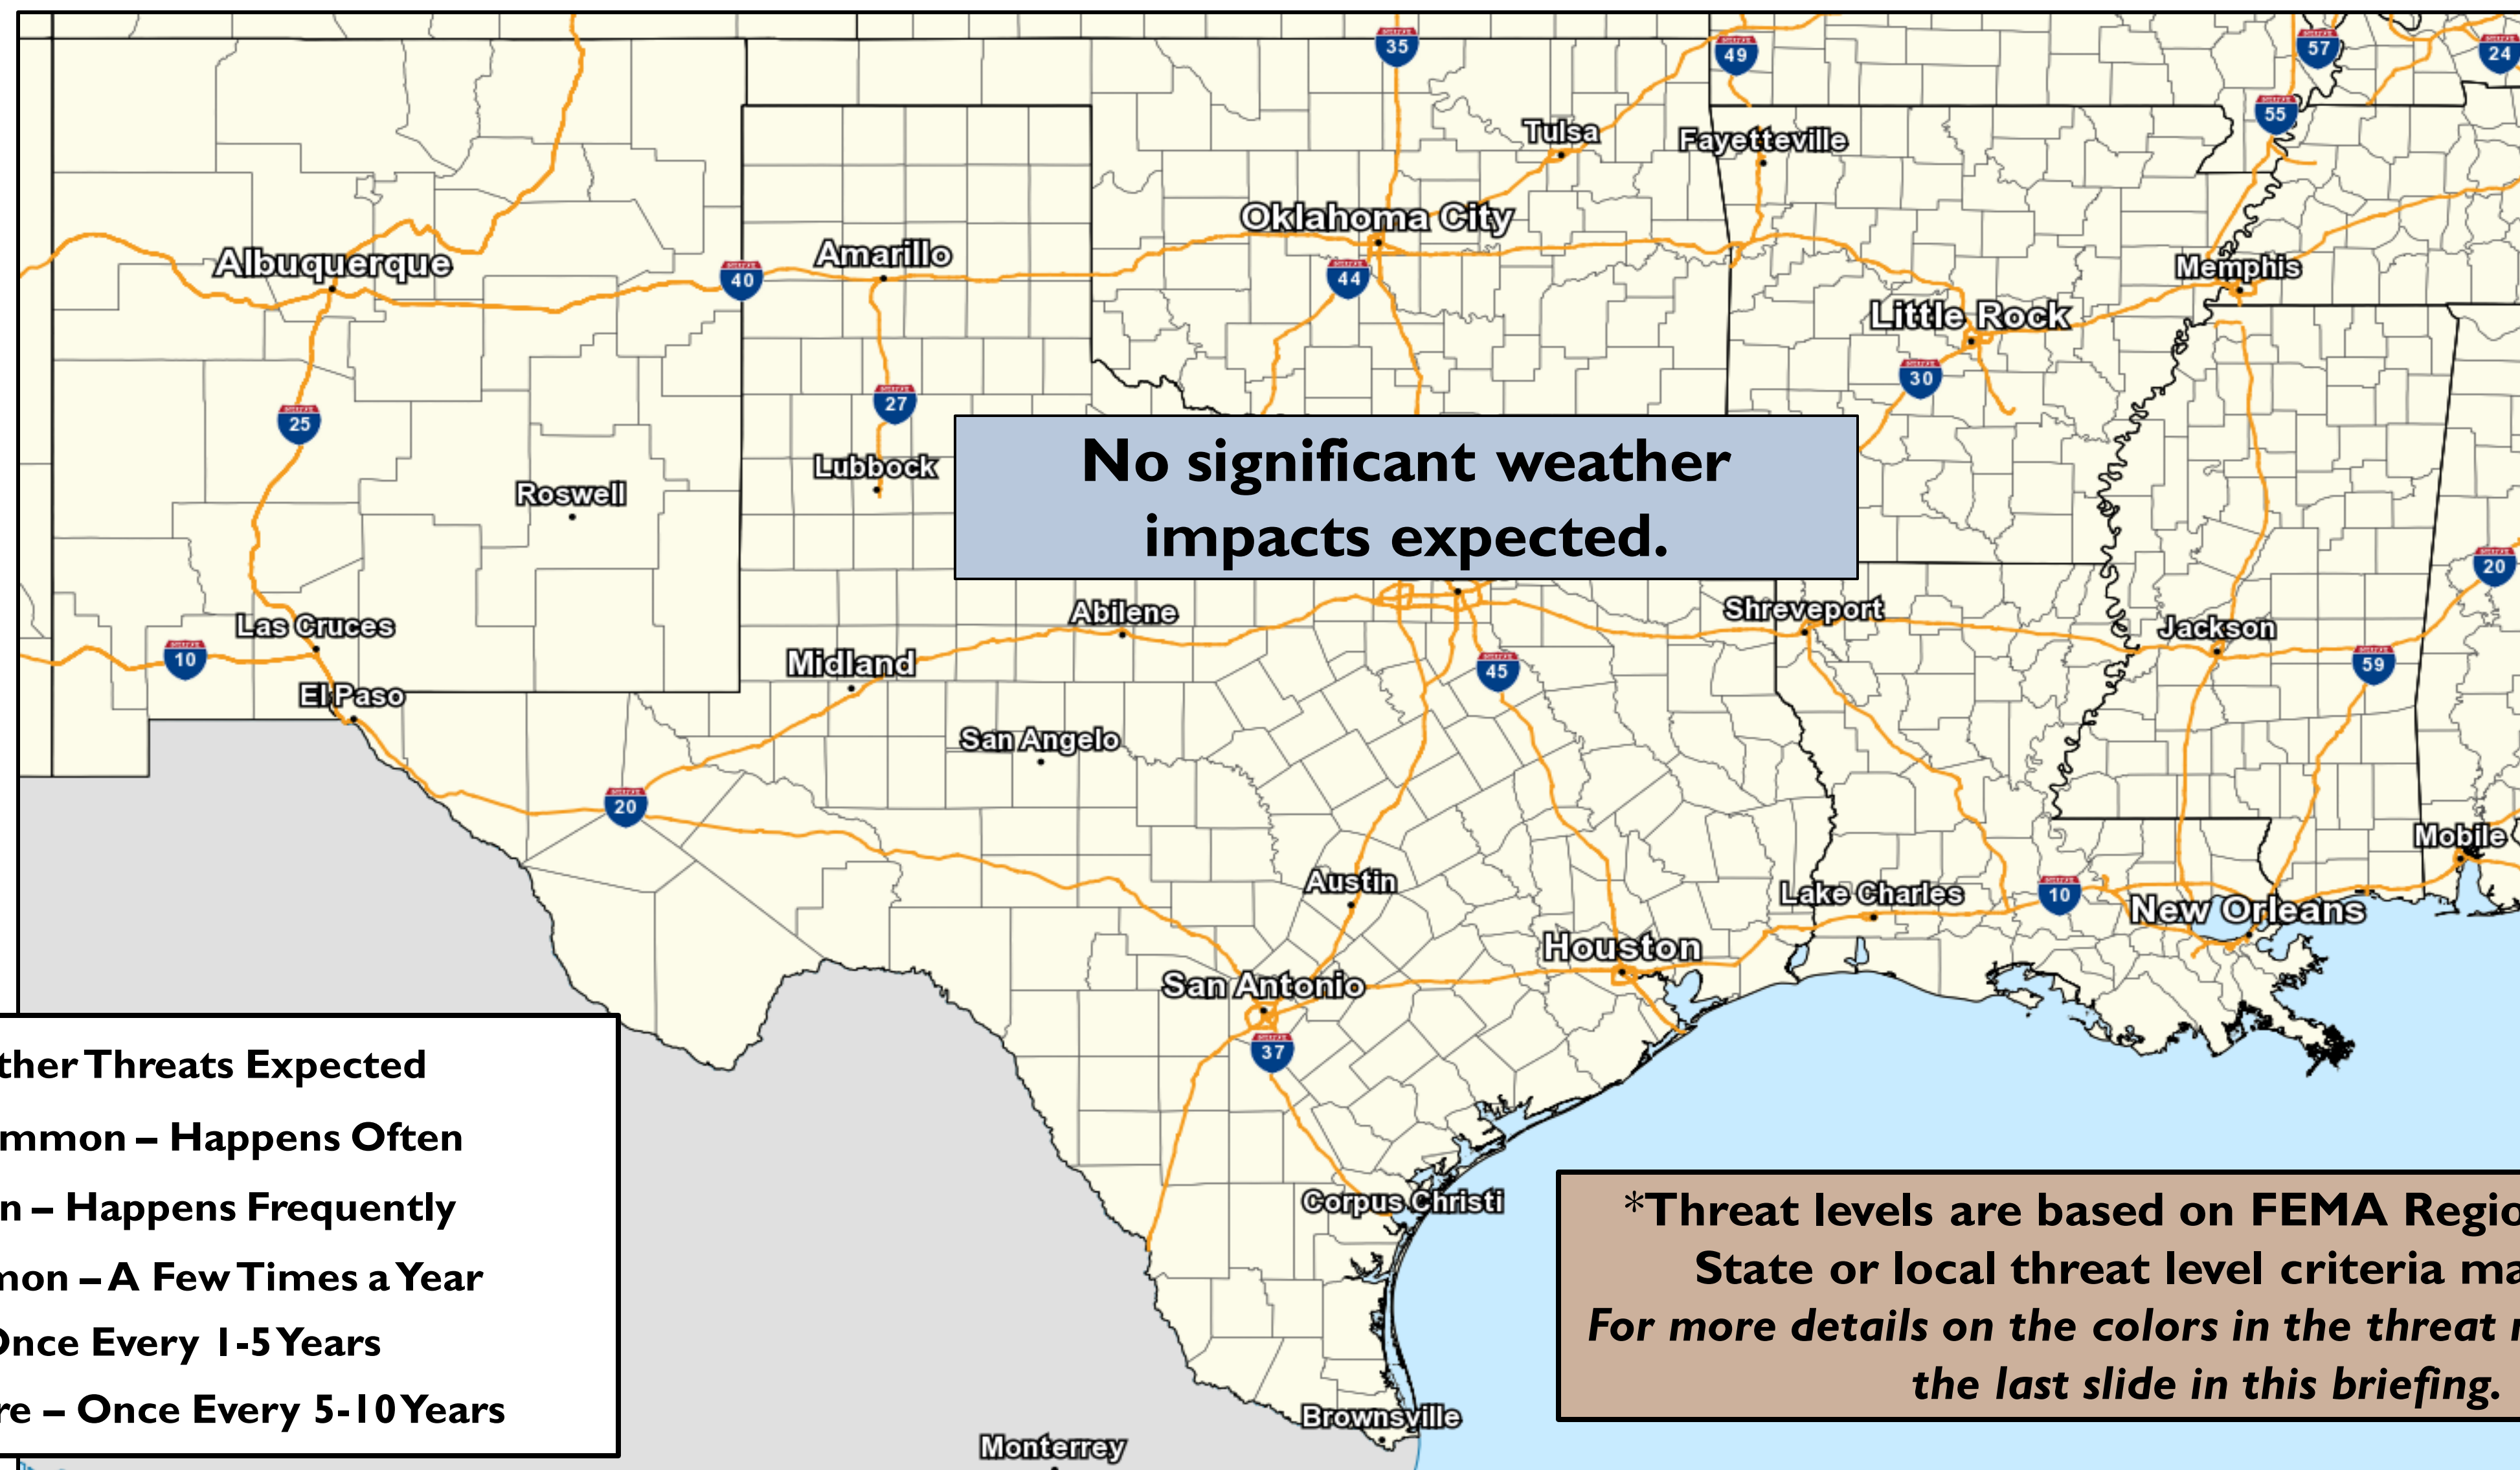 35
49
57
24
55
Tulsa
Fayetteville
Oklahoma City
Albuquerque
40
Amarillo
44
Memphis
Little Rock
30
25
27
No significant weather
impacts expected.
Lubbock
Roswell
20
Las Cruces
Abilene
Shreveport
Jackson
10
Midland
45
59
El Paso
San Angelo
20
Mobile
Austin
Lake Charles
10
New Orleans
Houston
San Antonio
37
ther Threats Expected
mmon – Happens Often
n – Happens Frequently
mon – A Few Times a Year
Once Every 1-5 Years
re – Once Every 5-10 Years
Corpus Christi
*Threat levels are based on FEMA Regio
State or local threat level criteria ma
For more details on the colors in the threat
the last slide in this briefing.
Brownsville
Monterrey